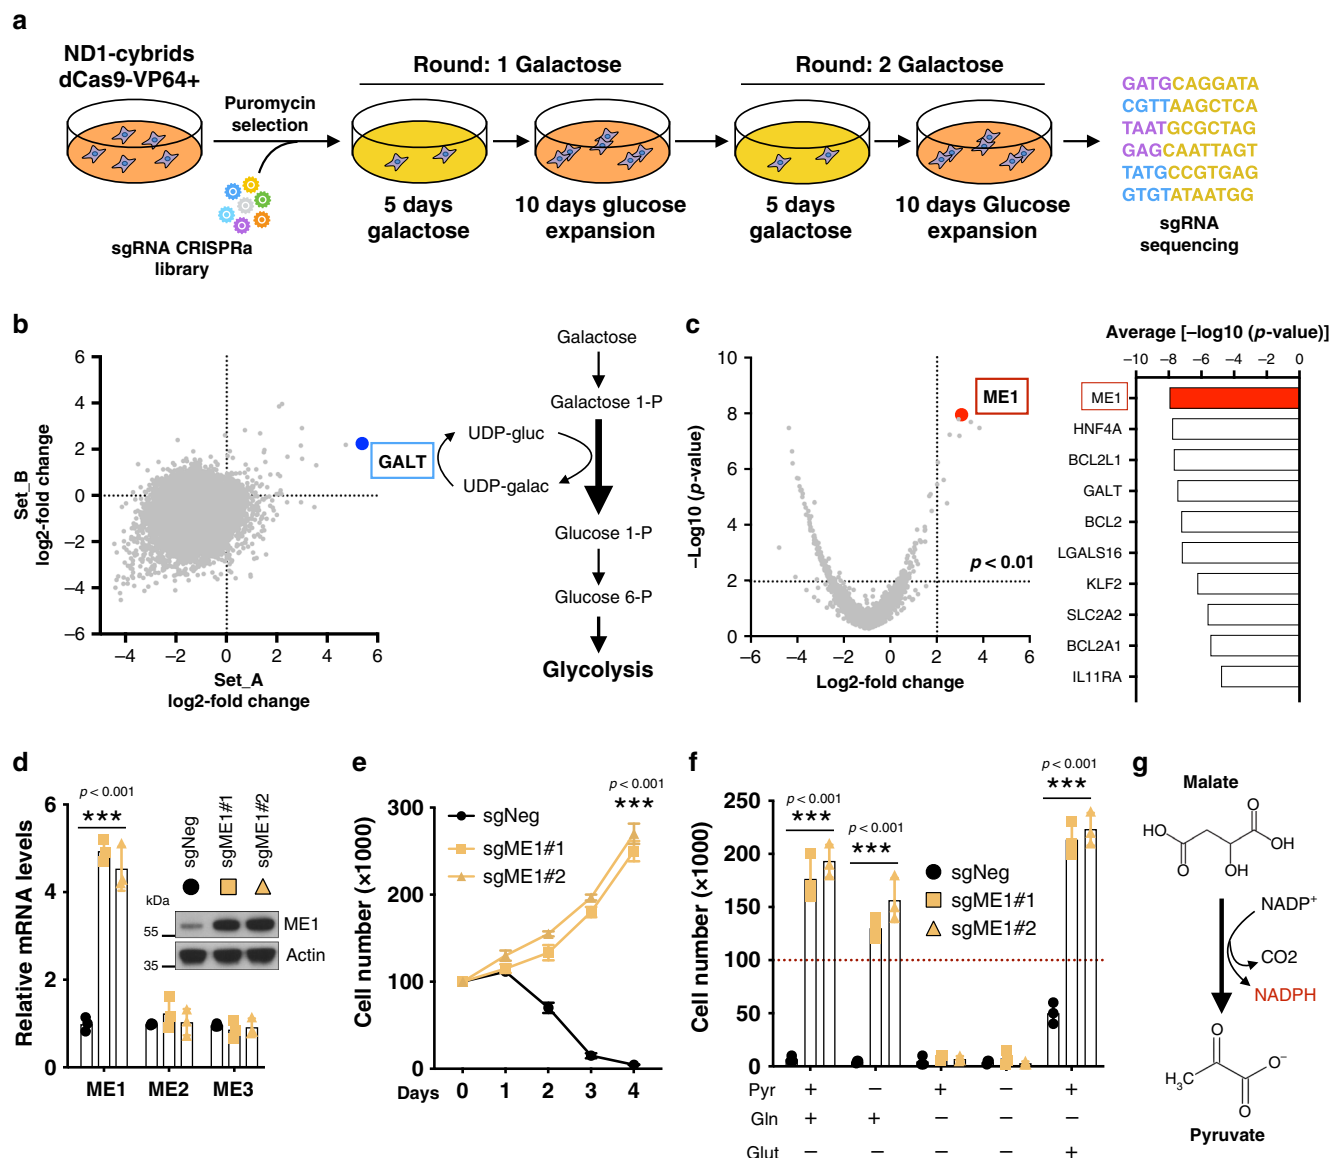 a
ND1-cybrids
dCas9-VP64+
Puromycin
selection
sgRNA CRISPRa
library
Round: 1 Galactose
5 days
galactose
10 days glucose
expansion
Round: 2 Galactose
5 days
galactose
10 days Glucose
expansion
GATGCAGGATA
CGTTAAGCTCA
TAATGCGCTAG
GAGCAATTAGT
TATGCCGTGAG
GTGTATAATGG
sgRNA
sequencing
b
Set_B
log2-fold change
6
4
2
0
−2
−4
−6
−4
−2
0
2
4
6
Set_A
log2-fold change
GALT
Galactose
Galactose 1-P
UDP-gluc
UDP-galac
Glucose 1-P
Glucose 6-P
Glycolysis
c
−Log10 (p-value)
10
8
6
4
2
0
−6
−4
−2
0
2
4
6
Log2-fold change
ME1
p < 0.01
Average [−log10 (p-value)]
−10
−8
−6
−4
−2
0
ME1
HNF4A
BCL2L1
GALT
BCL2
LGALS16
KLF2
SLC2A2
BCL2A1
IL11RA
d
Relative mRNA levels
6
4
2
0
p < 0.001
***
sgNeg
sgME1#1
sgME1#2
kDa
55
35
ME1
Actin
ME1
ME2
ME3
e
Cell number (×1000)
300
200
100
0
sgNeg
sgME1#1
sgME1#2
p < 0.001
***
Days
0
1
2
3
4
f
Cell number (×1000)
250
200
150
100
50
0
p < 0.001
***
p < 0.001
***
p < 0.001
***
sgNeg
sgME1#1
sgME1#2
Pyr + − + − +
Gln + + − − −
Glut − − − − +
g
Malate
HO
O
O
OH
OH
NADP+
CO2
NADPH
O
H3C
O−
O
Pyruvate